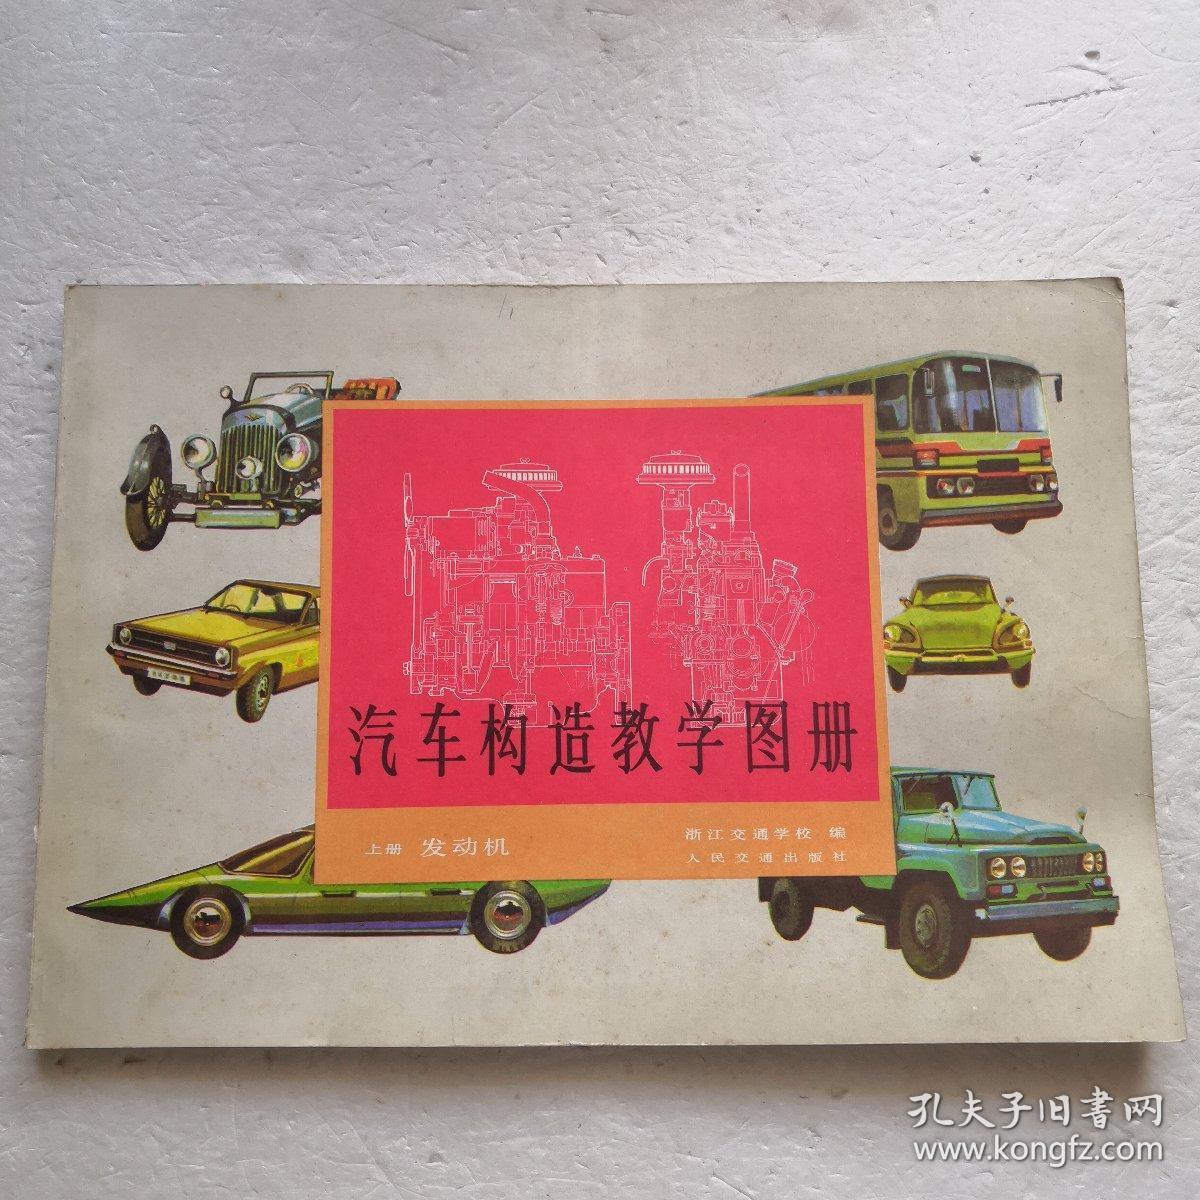 汽车构造教学图册
上册 发动机
浙江交通学校 编
人民交通出版社
孔夫子旧書网
www.kongfz.com